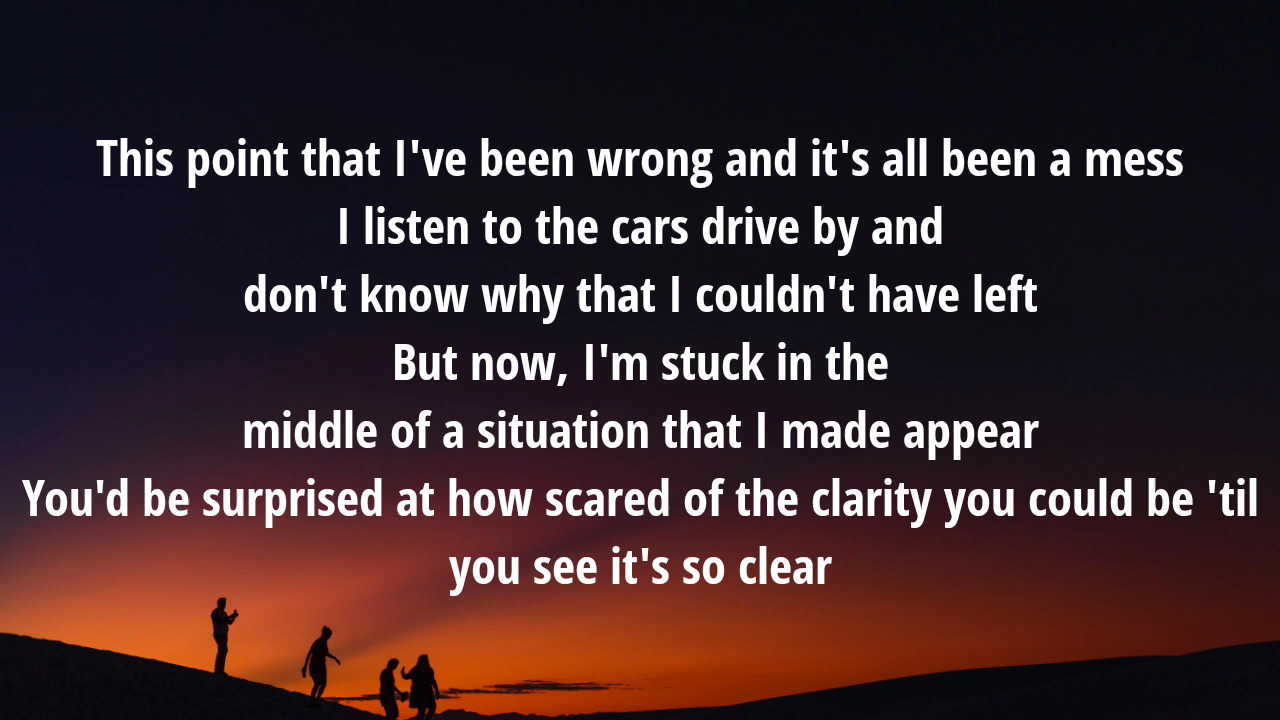 This point that I've been wrong and it's all been a mess
I listen to the cars drive by and
don't know why that I couldn't have left
But now, I'm stuck in the
middle of a situation that I made appear
You'd be surprised at how scared of the clarity you could be 'til
you see it's so clear